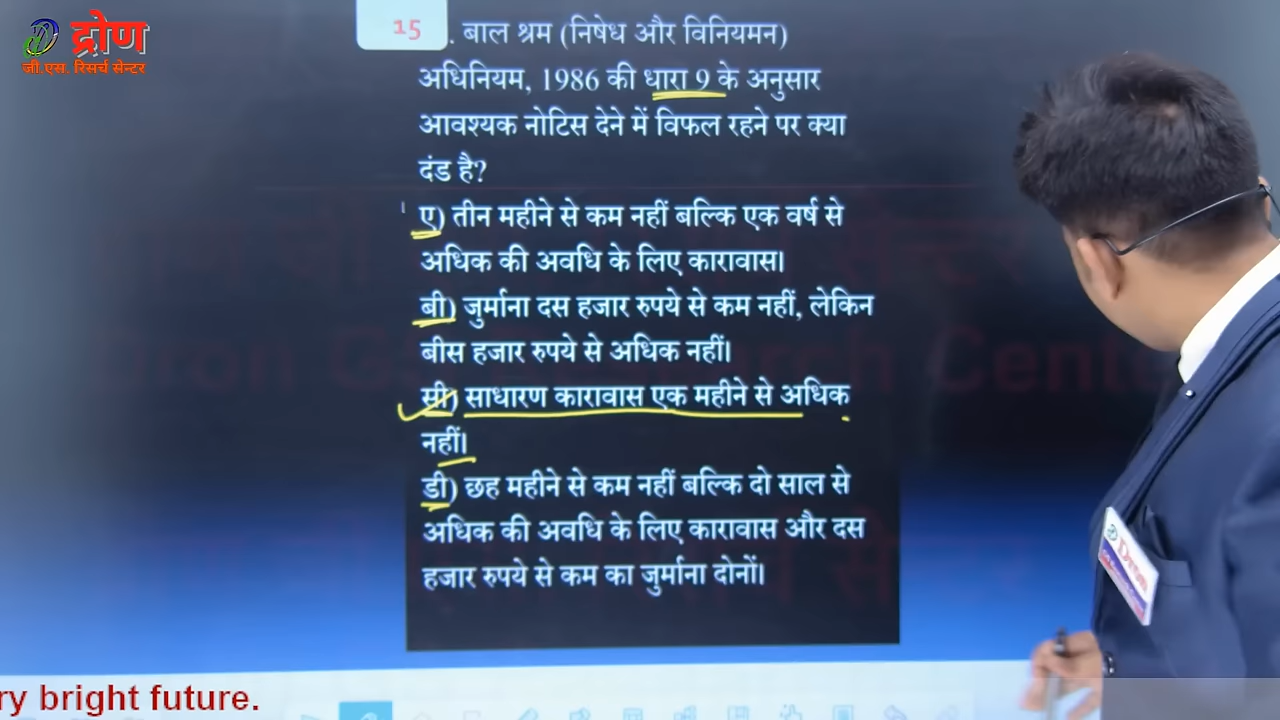 द्रोण
जी.एस. रिसर्च सेन्टर
15 . बाल श्रम (निषेध और विनियमन)
अधिनियम, 1986 की धारा 9 के अनुसार
आवश्यक नोटिस देने में विफल रहने पर क्या
दंड है?
ए) तीन महीने से कम नहीं बल्कि एक वर्ष से
अधिक की अवधि के लिए कारावास।
बी) जुर्माना दस हजार रुपये से कम नहीं, लेकिन
बीस हजार रुपये से अधिक नहीं।
सी) साधारण कारावास एक महीने से अधिक
नहीं।
डी) छह महीने से कम नहीं बल्कि दो साल से
अधिक की अवधि के लिए कारावास और दस
हजार रुपये से कम का जुर्माना दोनों।
Dron
ry bright future.